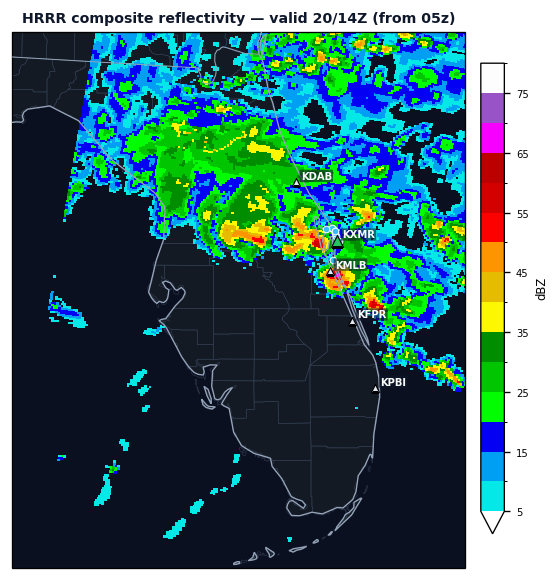 HRRR composite reflectivity — valid 20/14Z (from 05z)
KDAB
KXMR
KMLB
KFPR
KPBI
75
65
55
45
35
25
15
5
dBZ